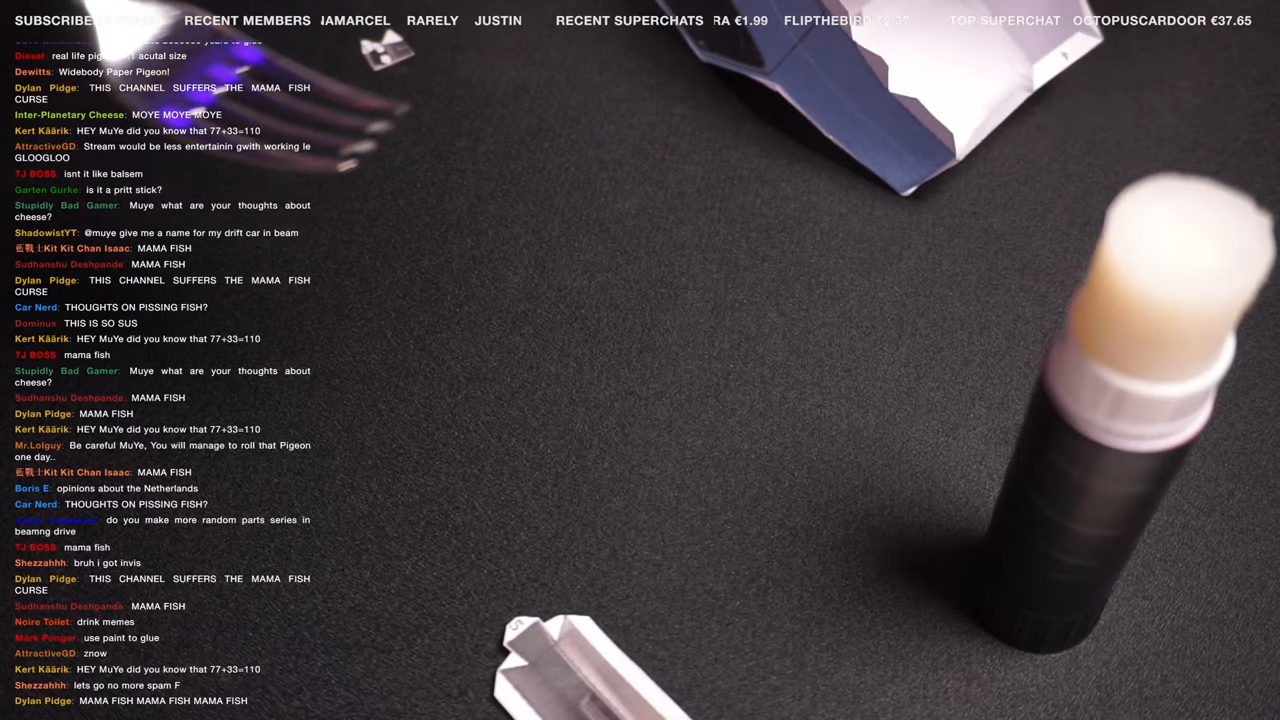 RECENT MEMBERS IAMARCEL RARELY JUSTIN RECENT SUPERCHATS RA €1.99 FLIPTHEBIRD TOP SUPERCHAT OCTOPUSCARDOOR €37.65
Diesel: real life acutal size
Dewitts: Widebody Paper Pigeon!
Dylan Pidge: THIS CHANNEL SUFFERS THE MAMA FISH
CURSE
Inter-Planetary Cheese: MOYE MOYE MOYE
Kert Käärik: HEY MuYe did you know that 77+33=110
AttractiveGD: Stream would be less entertainin gwith working le
GLOOGLOO
TJ BOSS: isnt it like balsem
Garten Gurke: is it a pritt stick?
Stupidly Bad Gamer: Muye what are your thoughts about
cheese?
ShadowistYT: @muye give me a name for my drift car in beam
Kit Kit Chan Isaac: MAMA FISH
Sudhanshu Deshpande: MAMA FISH
Dylan Pidge: THIS CHANNEL SUFFERS THE MAMA FISH
CURSE
Car Nerd: THOUGHTS ON PISSING FISH?
Dominus: THIS IS SO SUS
Kert Käärik: HEY MuYe did you know that 77+33=110
TJ BOSS: mama fish
Stupidly Bad Gamer: Muye what are your thoughts about
cheese?
Sudhanshu Deshpande: MAMA FISH
Dylan Pidge: MAMA FISH
Kert Käärik: HEY MuYe did you know that 77+33=110
Mr.Lolguy: Be careful MuYe, You will manage to roll that Pigeon
one day..
Kit Kit Chan Isaac: MAMA FISH
Boris E: opinions about the Netherlands
Car Nerd: THOUGHTS ON PISSING FISH?
do you make more random parts series in
beamng drive
TJ BOSS: mama fish
Shezzahhh: bruh i got invis
Dylan Pidge: THIS CHANNEL SUFFERS THE MAMA FISH
CURSE
Sudhanshu Deshpande: MAMA FISH
Noire Toilet: drink memes
Mark Ponger: use paint to glue
AttractiveGD: znow
Kert Käärik: HEY MuYe did you know that 77+33=110
Shezzahhh: lets go no more spam F
Dylan Pidge: MAMA FISH MAMA FISH MAMA FISH